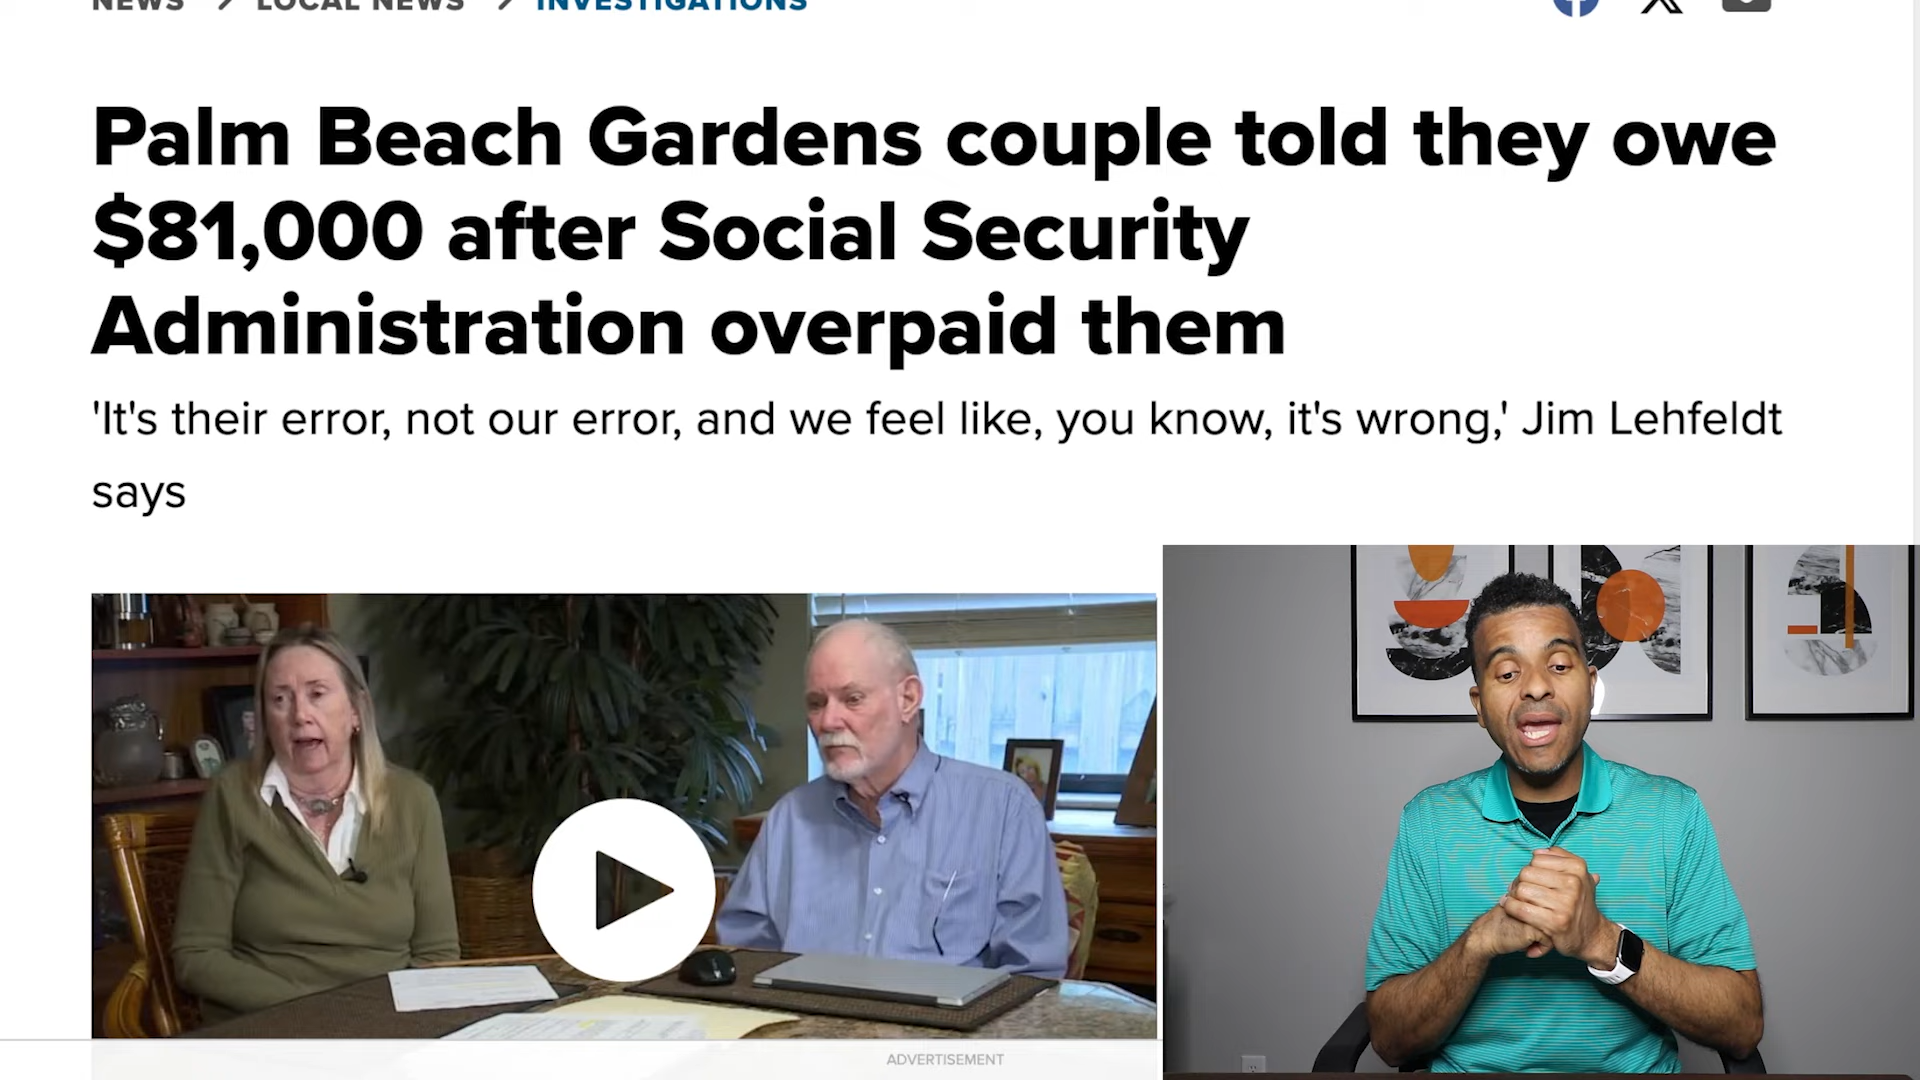 NEWS > LOCAL NEWS > INVESTIGATIONS
Palm Beach Gardens couple told they owe
$81,000 after Social Security
Administration overpaid them
'It's their error, not our error, and we feel like, you know, it's wrong,' Jim Lehfeldt
says
ADVERTISEMENT